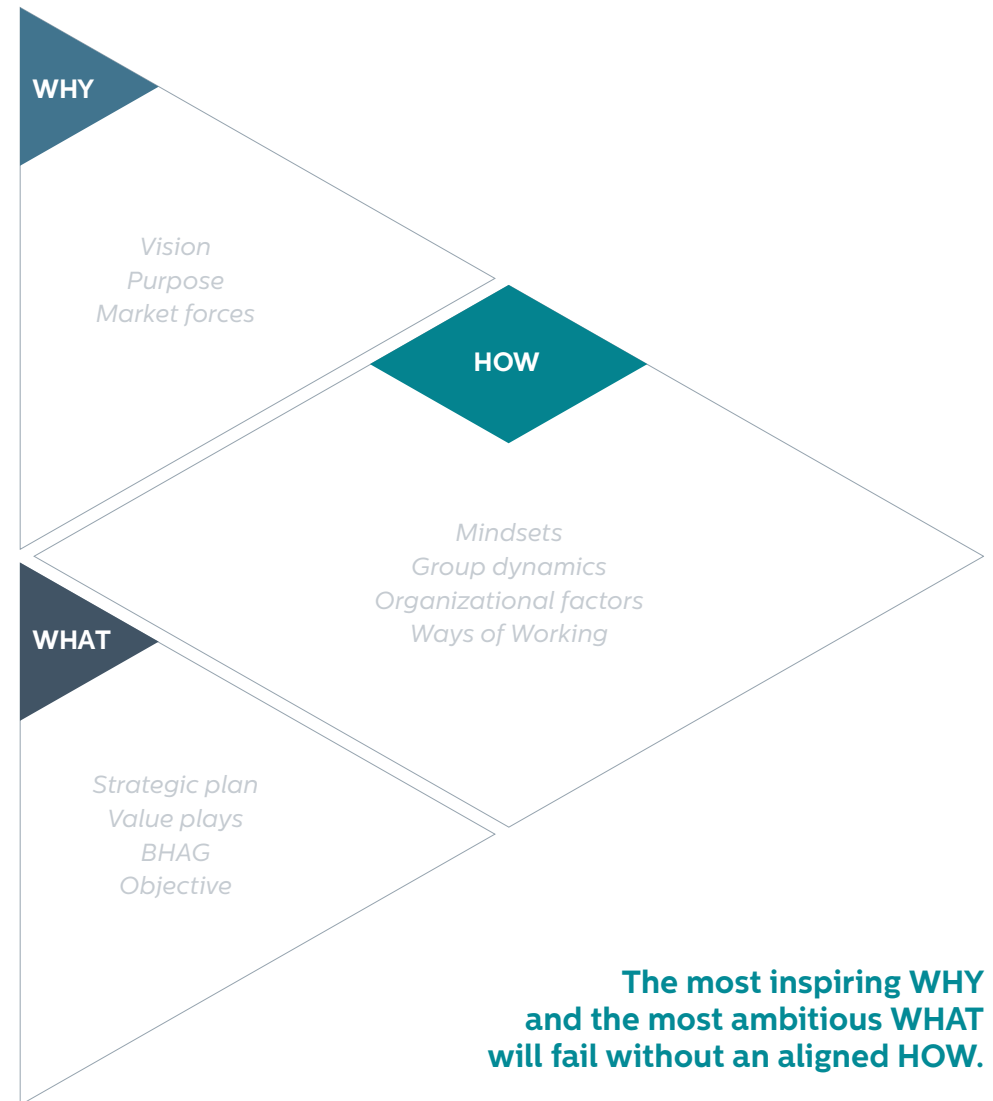 WHY
Vision
Purpose
Market forces
HOW
Mindsets
Group dynamics
Organizational factors
Ways of Working
WHAT
Strategic plan
Value plays
BHAG
Objective
The most inspiring WHY
and the most ambitious WHAT
will fail without an aligned HOW.